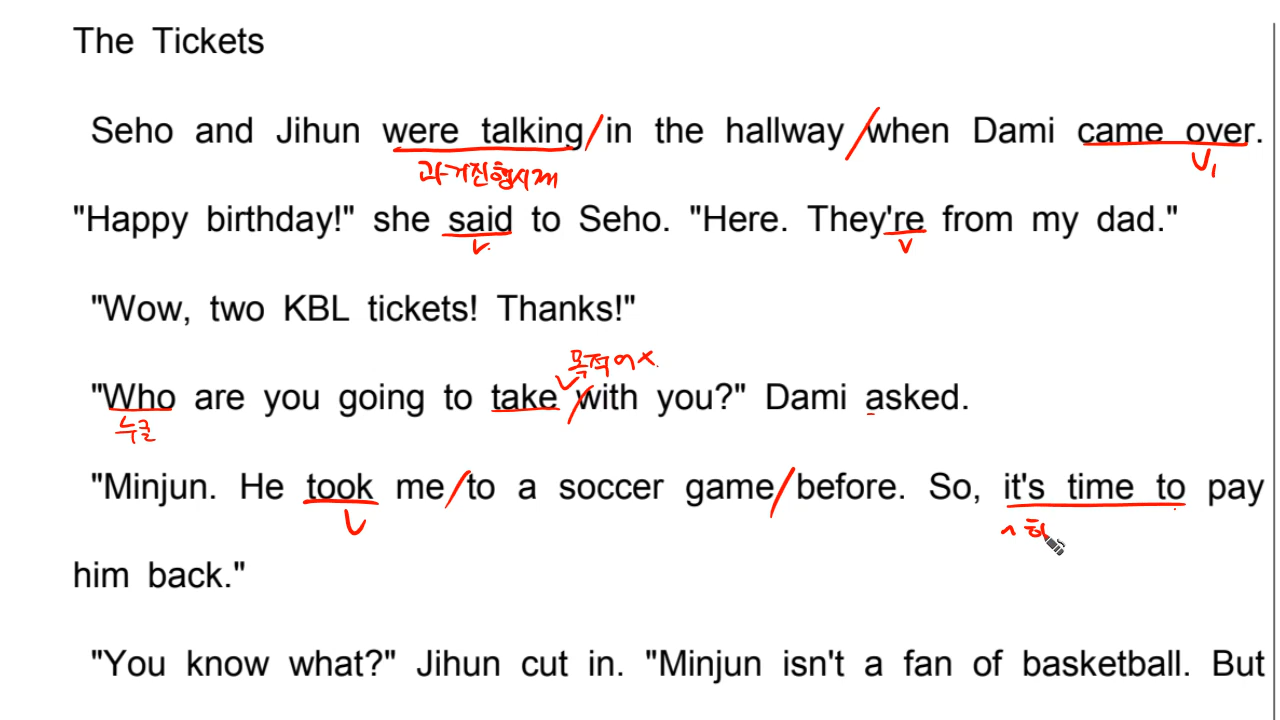 The Tickets
Seho and Jihun were talking in the hallway when Dami came over.
과거진행시제
"Happy birthday!" she said to Seho. "Here. They're from my dad."
"Wow, two KBL tickets! Thanks!"
목적어 x
"Who are you going to take with you?" Dami asked.
누굴
"Minjun. He took me to a soccer game before. So, it's time to pay
him back."
"You know what?" Jihun cut in. "Minjun isn't a fan of basketball. But